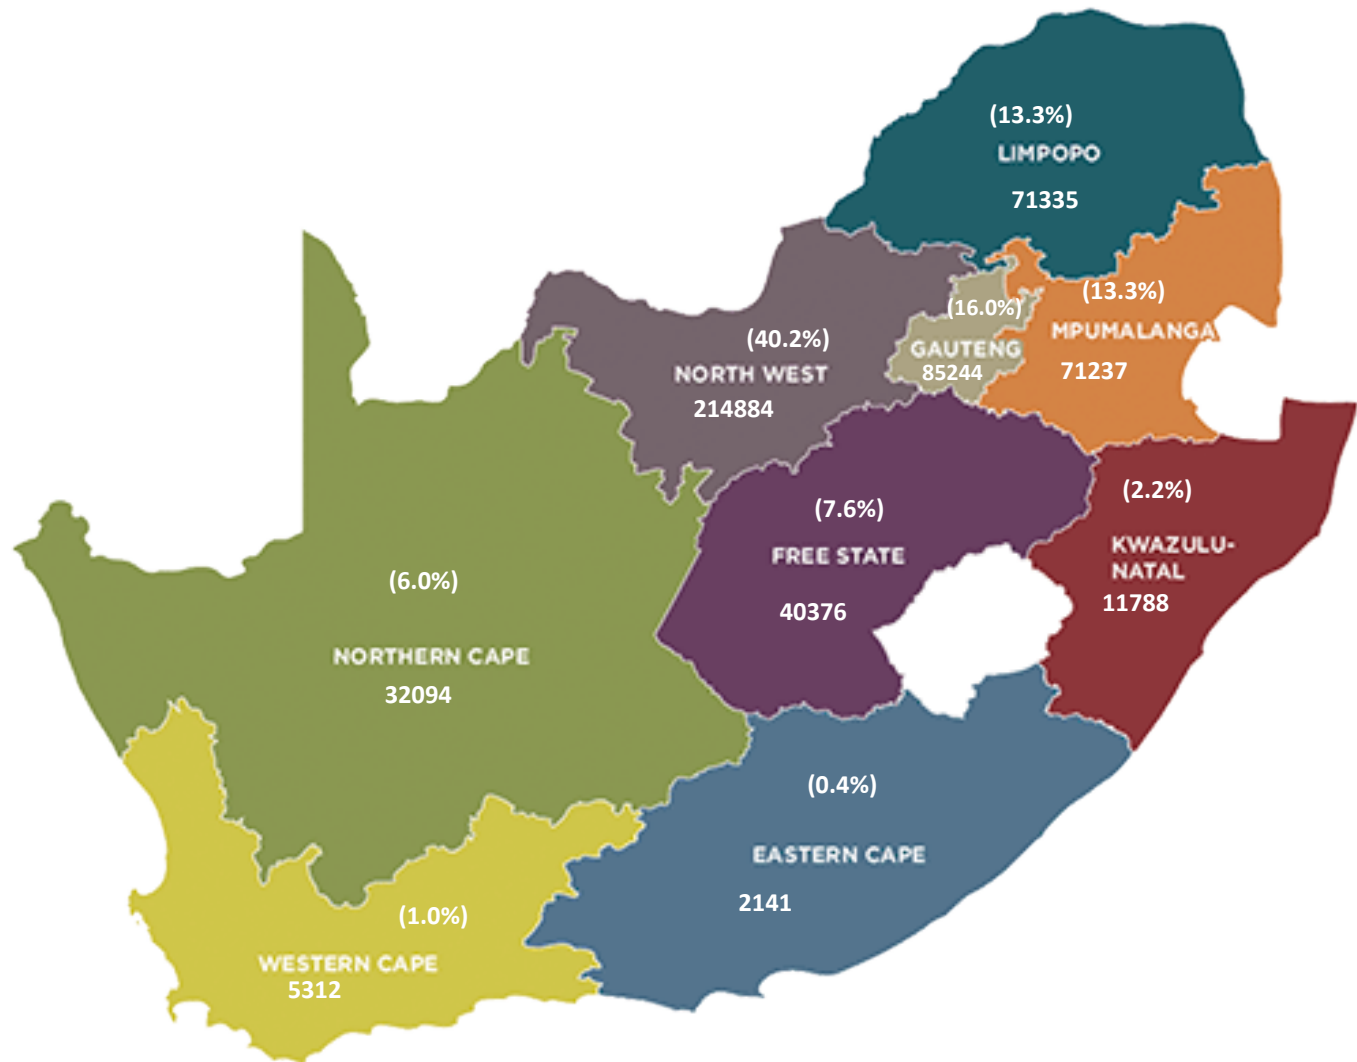 (13.3%)
LIMPOPO
71335
(13.3%)
MPUMALANGA
71237
(16.0%)
GAUTENG
85244
(40.2%)
NORTH WEST
214884
(7.6%)
FREE STATE
40376
(2.2%)
KWAZULU-
NATAL
11788
(6.0%)
NORTHERN CAPE
32094
(0.4%)
EASTERN CAPE
2141
(1.0%)
WESTERN CAPE
5312